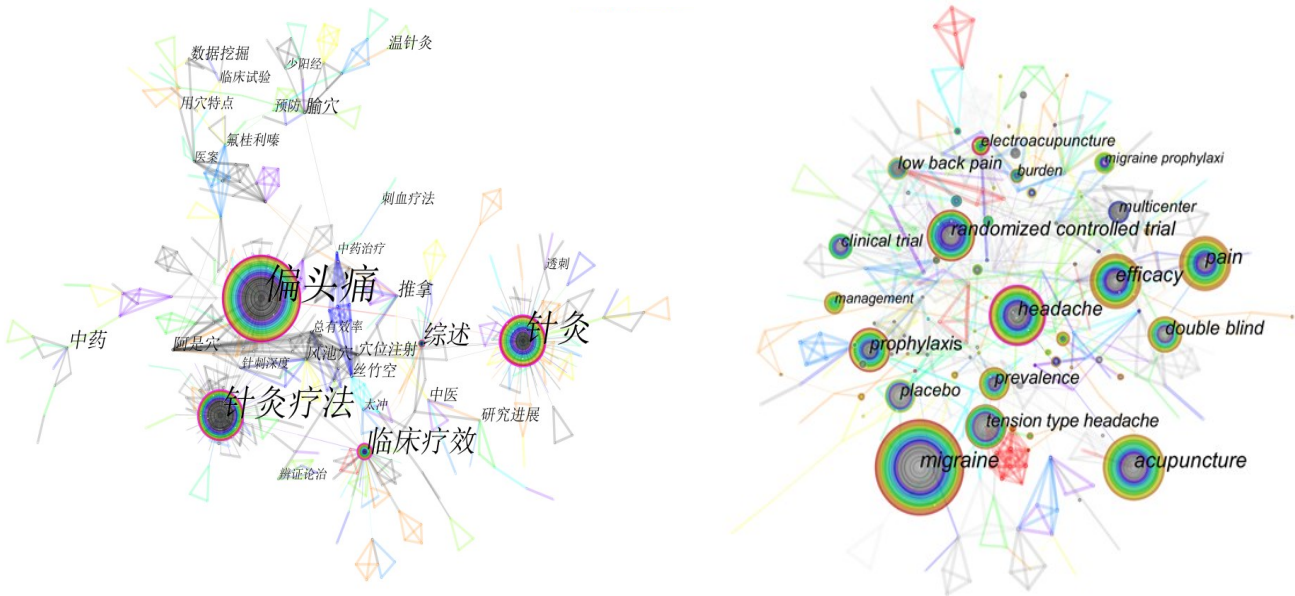 数据挖掘
少阳经
温针灸
临床试验
用穴特点
预防
腧穴
氟桂利嗪
医案
刺血疗法
中药治疗
透刺
偏头痛
推拿
中药
阿是穴
总有效率
综述
针灸
针刺深度
风池穴
穴位注射
丝竹空
针灸疗法
太冲
中医
研究进展
临床疗效
辨证论治
electroacupuncture
low back pain
burden
migraine prophylaxi
multicenter
randomized controlled trial
clinical trial
pain
efficacy
management
headache
double blind
prophylaxis
prevalence
placebo
tension type headache
migraine
acupuncture